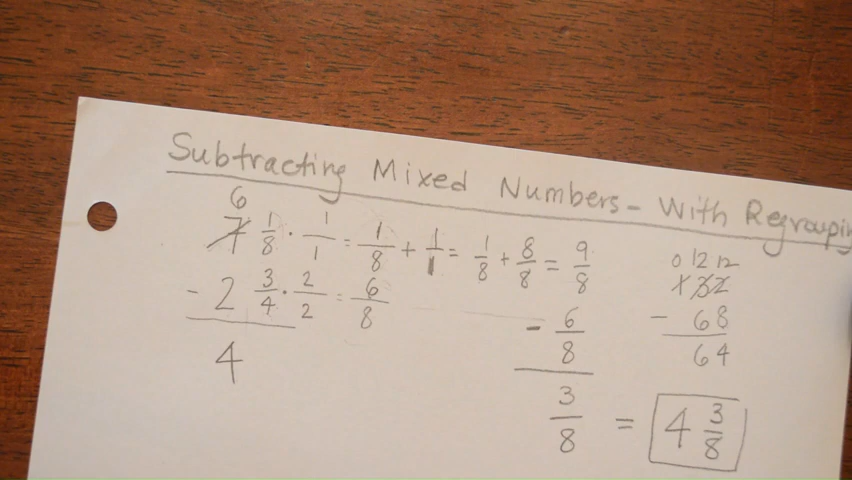 Subtracting Mixed Numbers - With Regrouping
6
7 1/8 · 1/1 = 1/8 + 1/1 = 1/8 + 8/8 = 9/8
- 2 3/4 · 2/2 = 6/8
- 6/8
4
3/8 = 4 3/8
0 12 12
1 3 2
- 68
64